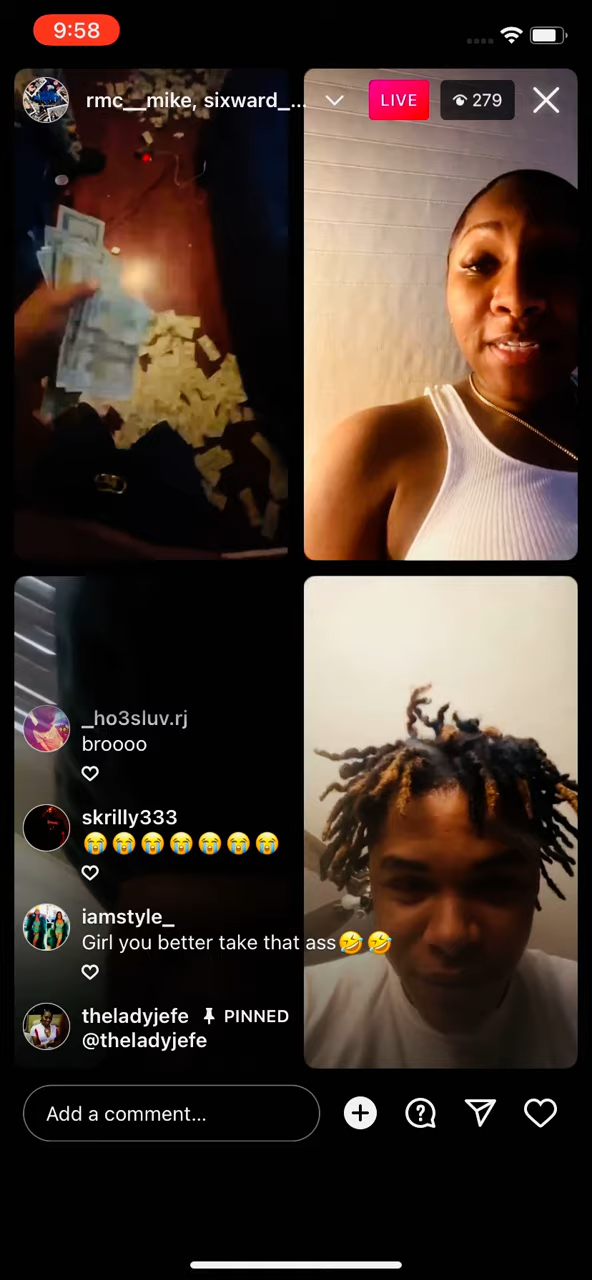 9:58
rmc__mike, sixward_...
LIVE
279
_ho3sluv.rj
broooo
skrilly333
😭😭😭😭😭😭😭
iamstyle_
Girl you better take that ass🤣🤣
theladyjefe PINNED
@theladyjefe
Add a comment...